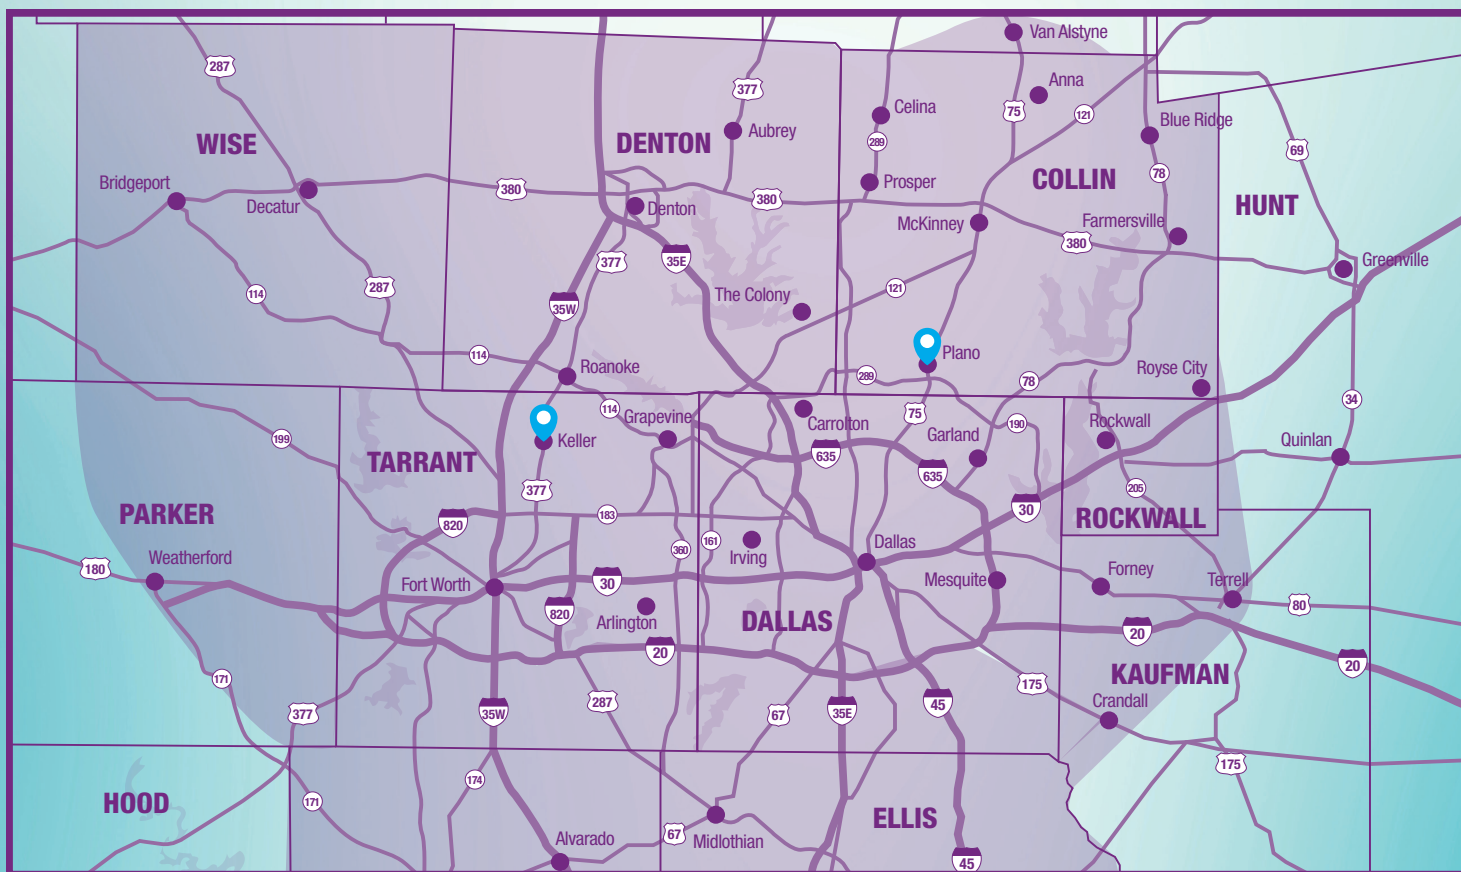 Van Alstyne
287
Anna
377
Celina
75
121
Blue Ridge
Aubrey
WISE
DENTON
289
69
78
Bridgeport
Prosper
COLLIN
Decatur
380
380
HUNT
Denton
McKinney
Farmersville
380
377
35E
Greenville
287
114
121
The Colony
35W
114
Plano
Roanoke
Royse City
289
78
34
114
Grapevine
75
Carrolton
190
Rockwall
Keller
Garland
199
Quinlan
635
TARRANT
635
377
205
30
PARKER
183
820
ROCKWALL
360
161
Dallas
Weatherford
Irving
180
Forney
Terrell
Fort Worth
30
Mesquite
80
820
Arlington
DALLAS
20
20
20
KAUFMAN
171
175
Crandall
287
45
377
35W
67
35E
175
174
HOOD
171
ELLIS
Alvarado
67
Midlothian
45